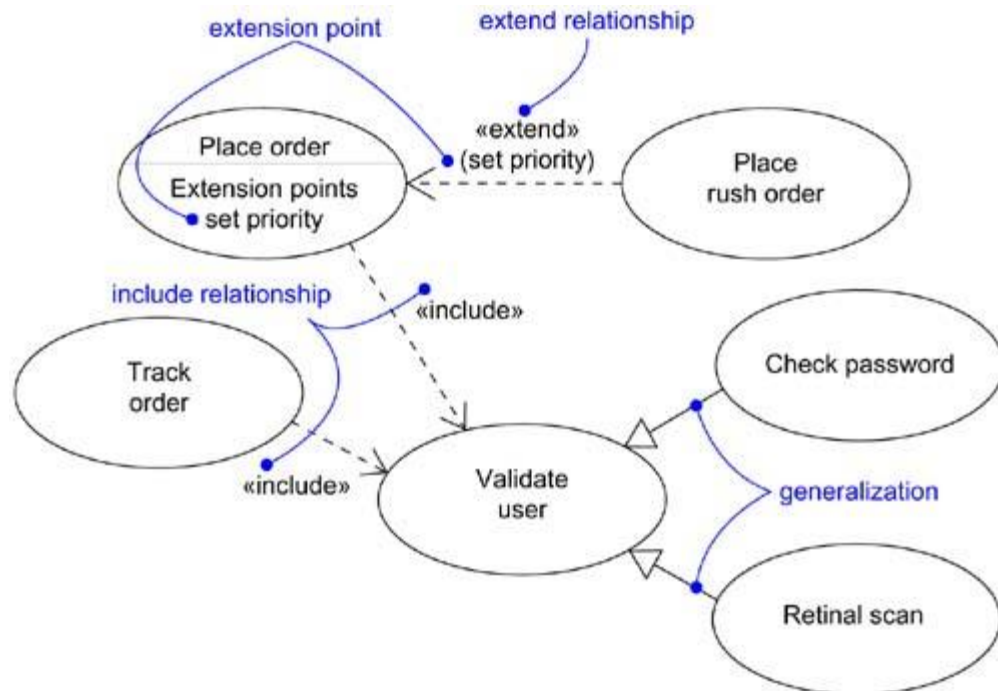 extension point
extend relationship
«extend»
(set priority)
Place order
Extension points
set priority
Place
rush order
include relationship
«include»
Track
order
«include»
Check password
Validate
user
generalization
Retinal scan